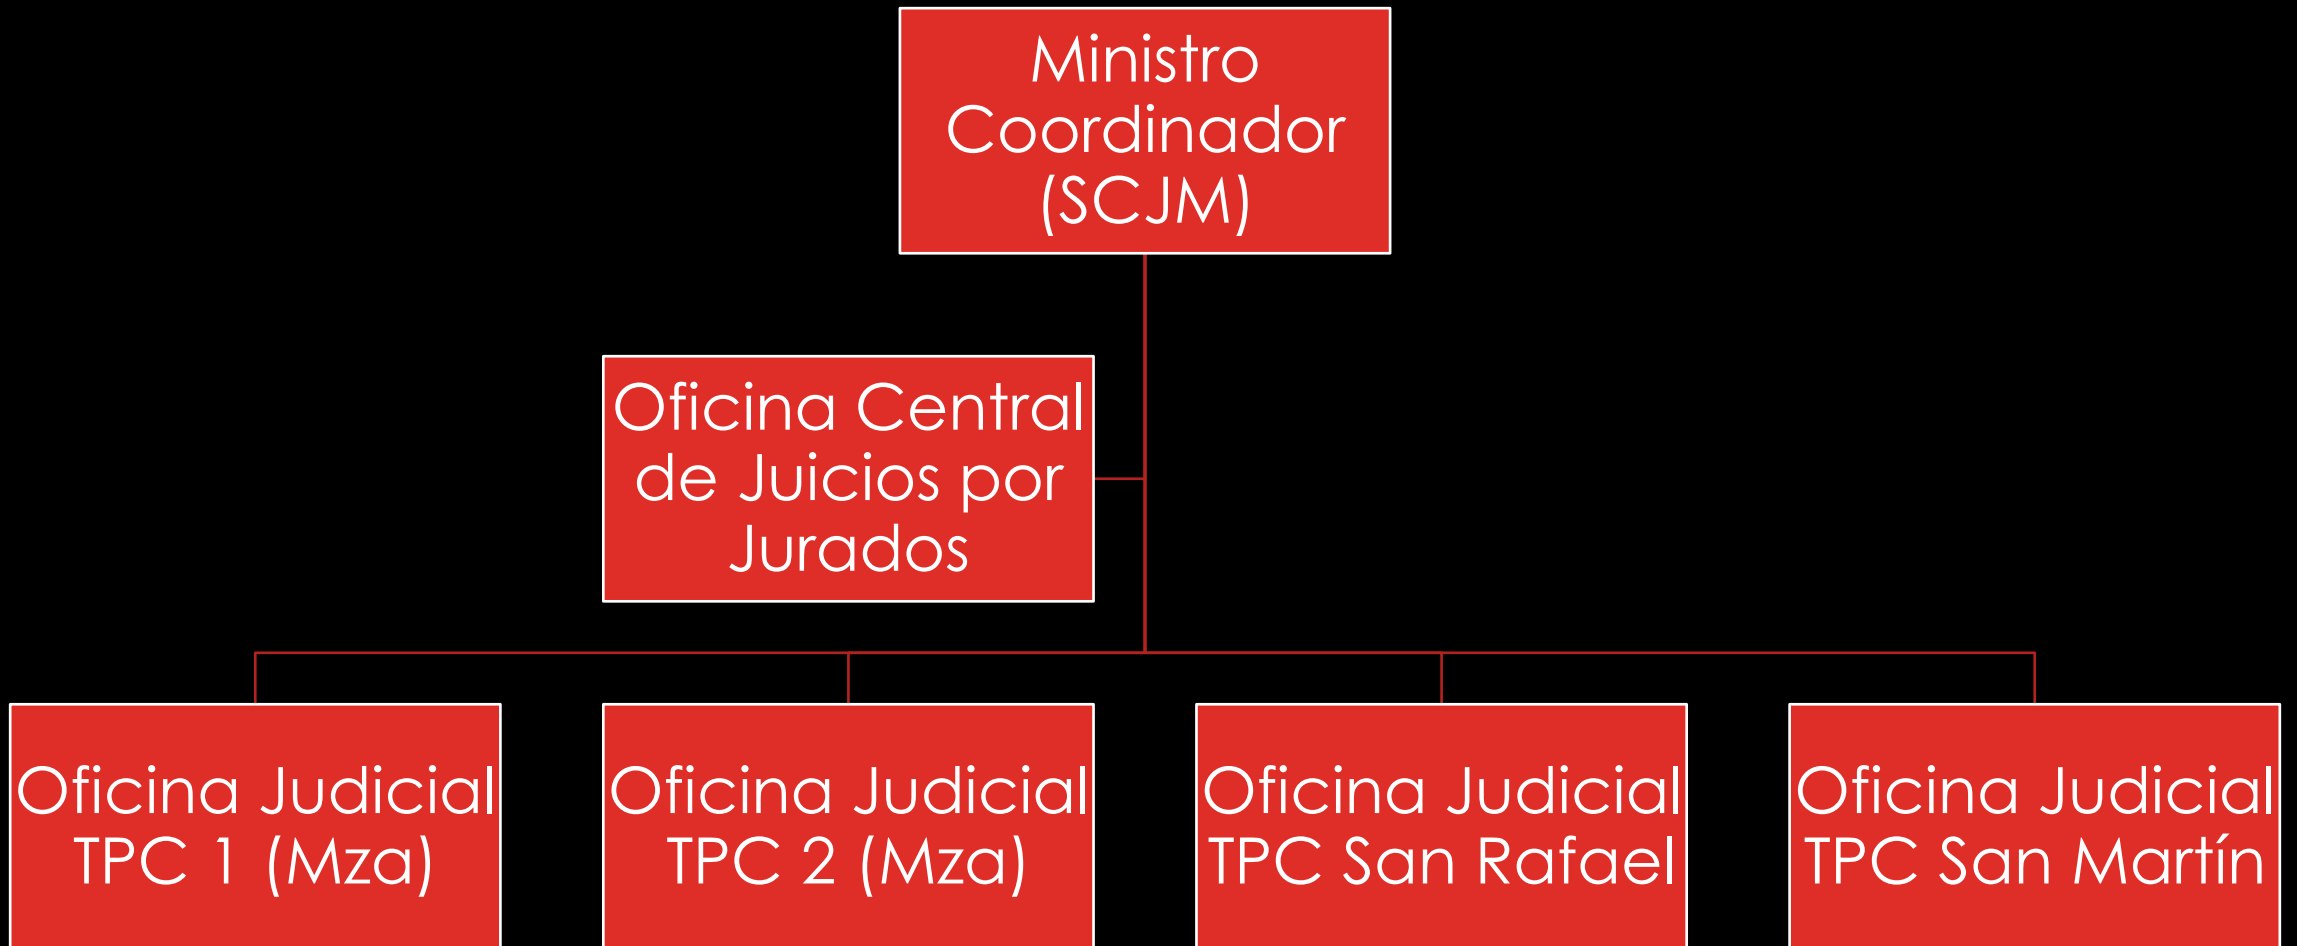 Ministro
Coordinador
(SCJM)
Oficina Central
de Juicios por
Jurados
Oficina Judicial
TPC 1 (Mza)
Oficina Judicial
TPC 2 (Mza)
Oficina Judicial
TPC San Rafael
Oficina Judicial
TPC San Martín